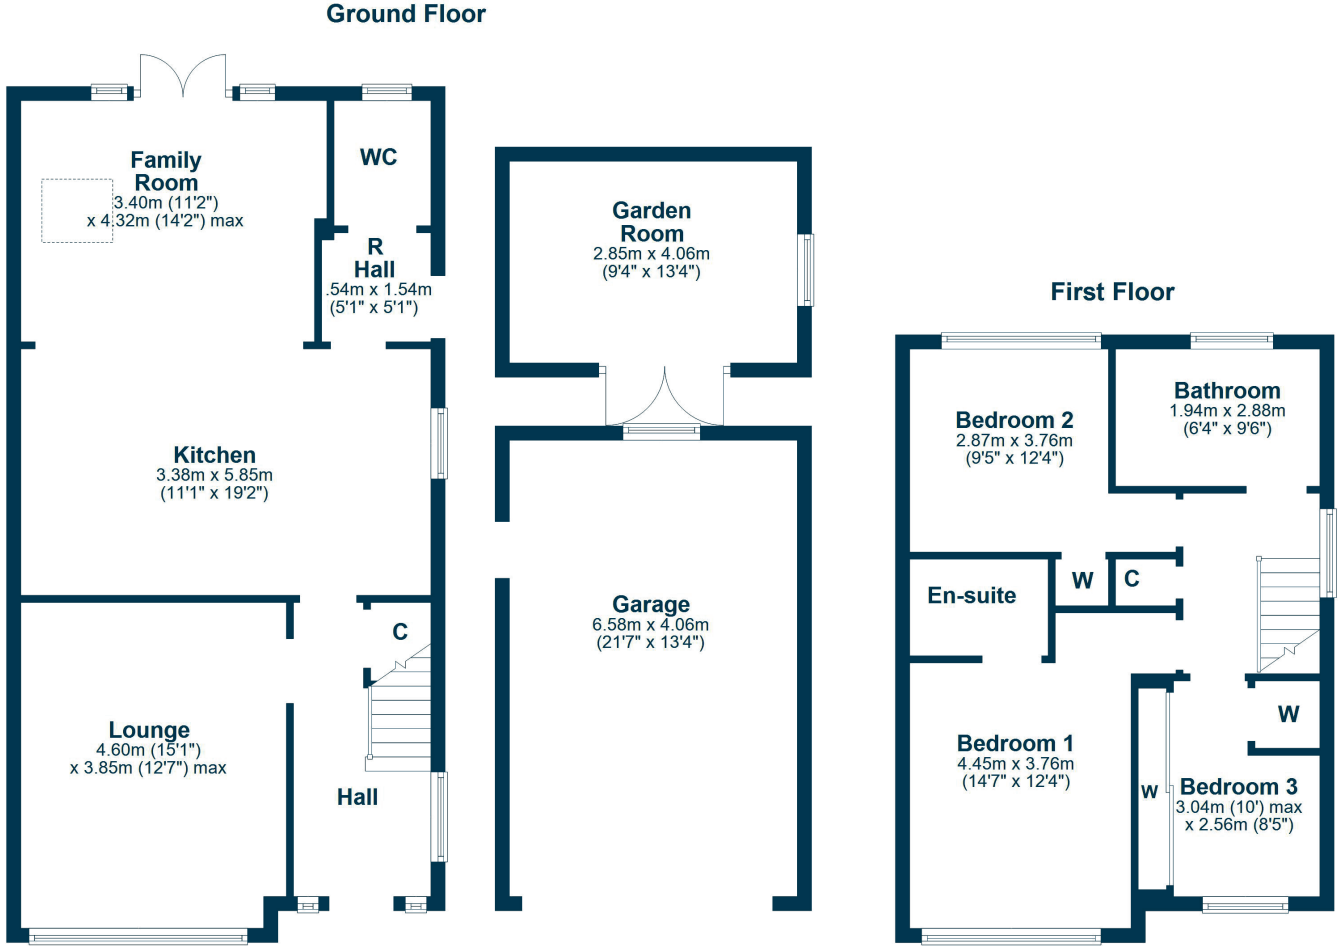 Ground Floor
Family
Room
3.40m (11'2")
x 4.32m (14'2") max
WC
R
Hall
.54m x 1.54m
(5'1" x 5'1")
Kitchen
3.38m x 5.85m
(11'1" x 19'2")
C
Lounge
4.60m (15'1")
x 3.85m (12'7") max
Hall
Garden
Room
2.85m x 4.06m
(9'4" x 13'4")
Garage
6.58m x 4.06m
(21'7" x 13'4")
First Floor
Bedroom 2
2.87m x 3.76m
(9'5" x 12'4")
Bathroom
1.94m x 2.88m
(6'4" x 9'6")
En-suite
W
C
Bedroom 1
4.45m x 3.76m
(14'7" x 12'4")
W
W
Bedroom 3
3.04m (10') max
x 2.56m (8'5")